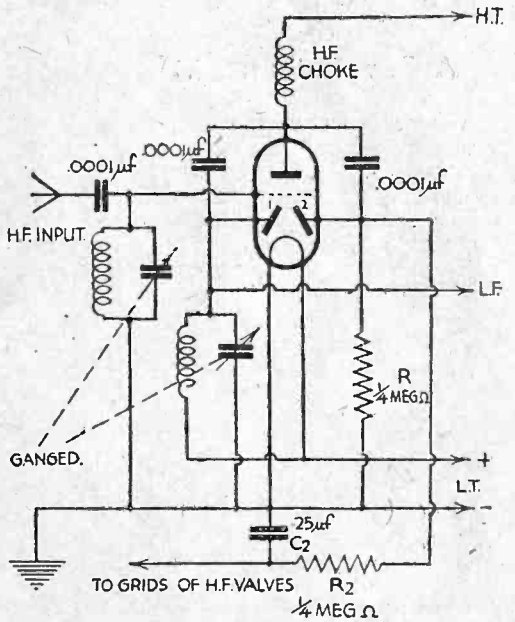 H.T.
H.F.
CHOKE
.0001µf
.0001µf
.0001µf
H.F. INPUT.
1 2
L.F.
R
¼ MEG Ω
GANGED.
+
L.T.
-
.25µf
C2
TO GRIDS OF H.F. VALVES
R2
¼ MEG Ω